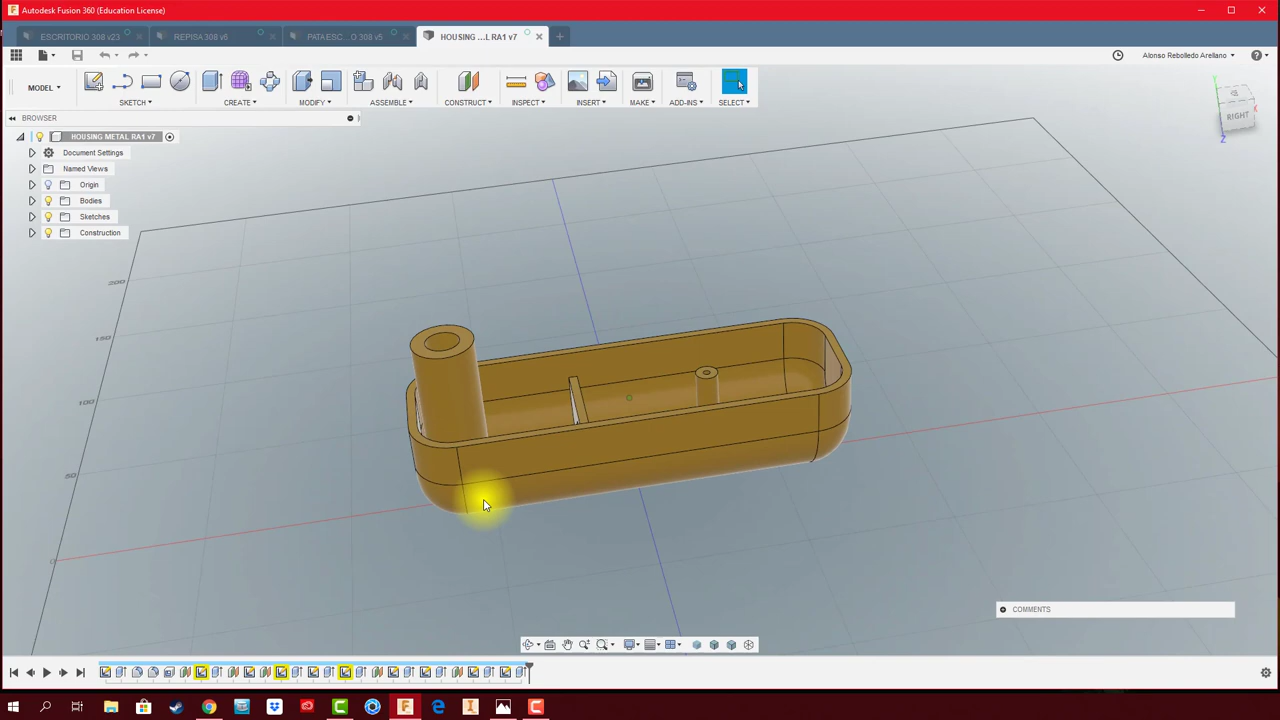 Autodesk Fusion 360 (Education License)
ESCRITORIO 308 v23
REPISA 308 v6
PATA ESC... O 308 v5
HOUSING ...L RA1 v7
Alonso Rebolledo Arellano
MODEL
SKETCH
CREATE
MODIFY
ASSEMBLE
CONSTRUCT
INSPECT
INSERT
MAKE
ADD-INS
SELECT
BROWSER
HOUSING METAL RA1 v7
Document Settings
Named Views
Origin
Bodies
Sketches
Construction
RIGHT
X
Y
Z
200
150
100
50
0
COMMENTS